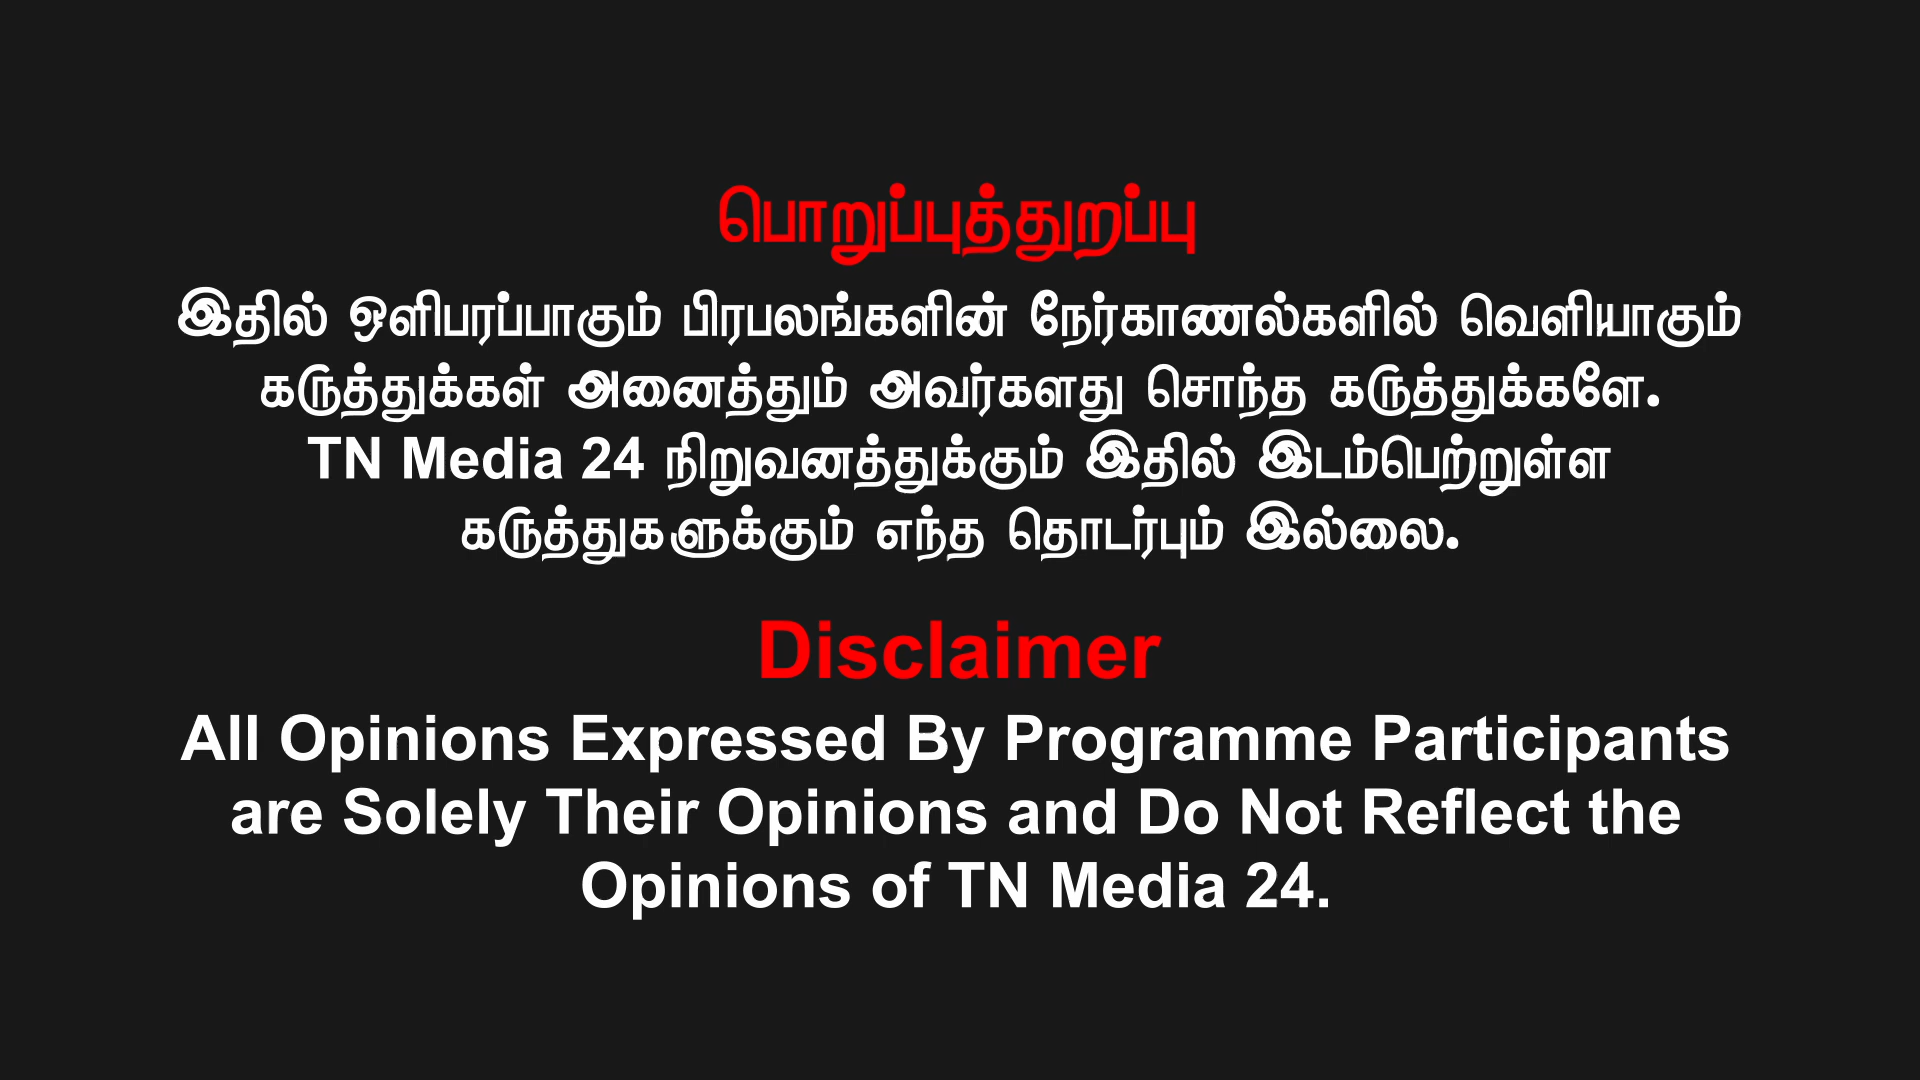 பொறுப்புத்துறப்பு
இதில் ஒளிபரப்பாகும் பிரபலங்களின் நேர்காணல்களில் வெளியாகும்
கருத்துக்கள் அனைத்தும் அவர்களது சொந்த கருத்துக்களே.
TN Media 24 நிறுவனத்துக்கும் இதில் இடம்பெற்றுள்ள
கருத்துகளுக்கும் எந்த தொடர்பும் இல்லை.
Disclaimer
All Opinions Expressed By Programme Participants
are Solely Their Opinions and Do Not Reflect the
Opinions of TN Media 24.